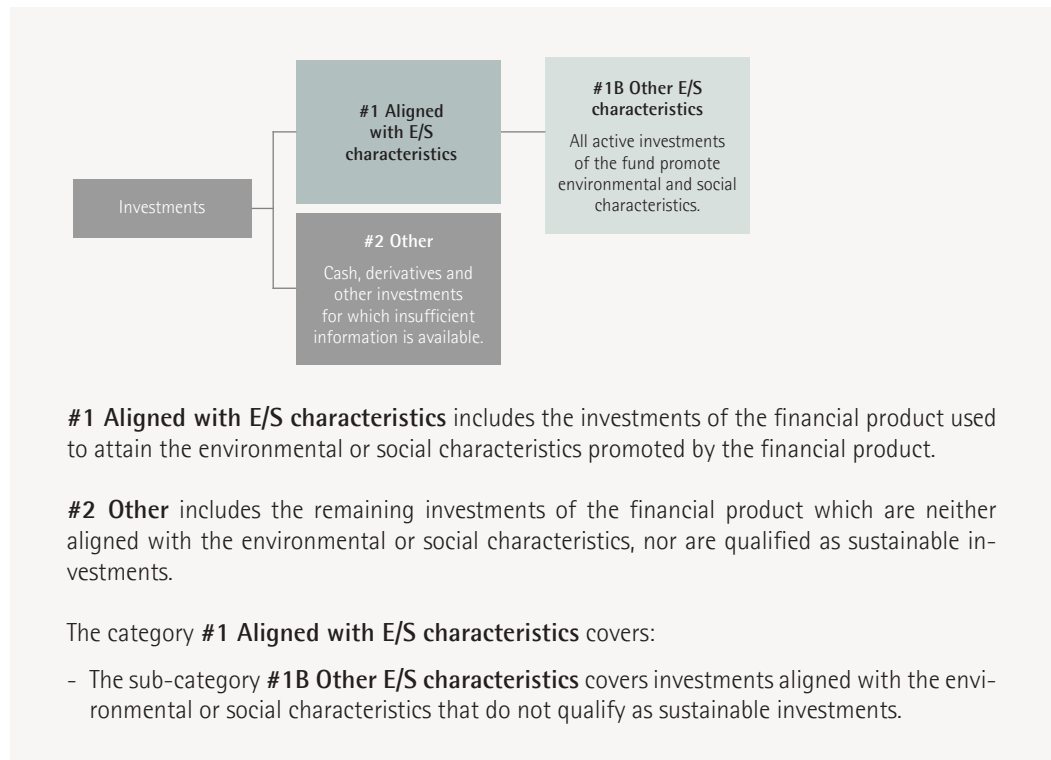 Investments
#1 Aligned
with E/S
characteristics
#1B Other E/S
characteristics
All active investments
of the fund promote
environmental and social
characteristics.
#2 Other
Cash, derivatives and
other investments
for which insufficient
information is available.
#1 Aligned with E/S characteristics includes the investments of the financial product used
to attain the environmental or social characteristics promoted by the financial product.
#2 Other includes the remaining investments of the financial product which are neither
aligned with the environmental or social characteristics, nor are qualified as sustainable in-
vestments.
The category #1 Aligned with E/S characteristics covers:
- The sub-category #1B Other E/S characteristics covers investments aligned with the envi-
ronmental or social characteristics that do not qualify as sustainable investments.